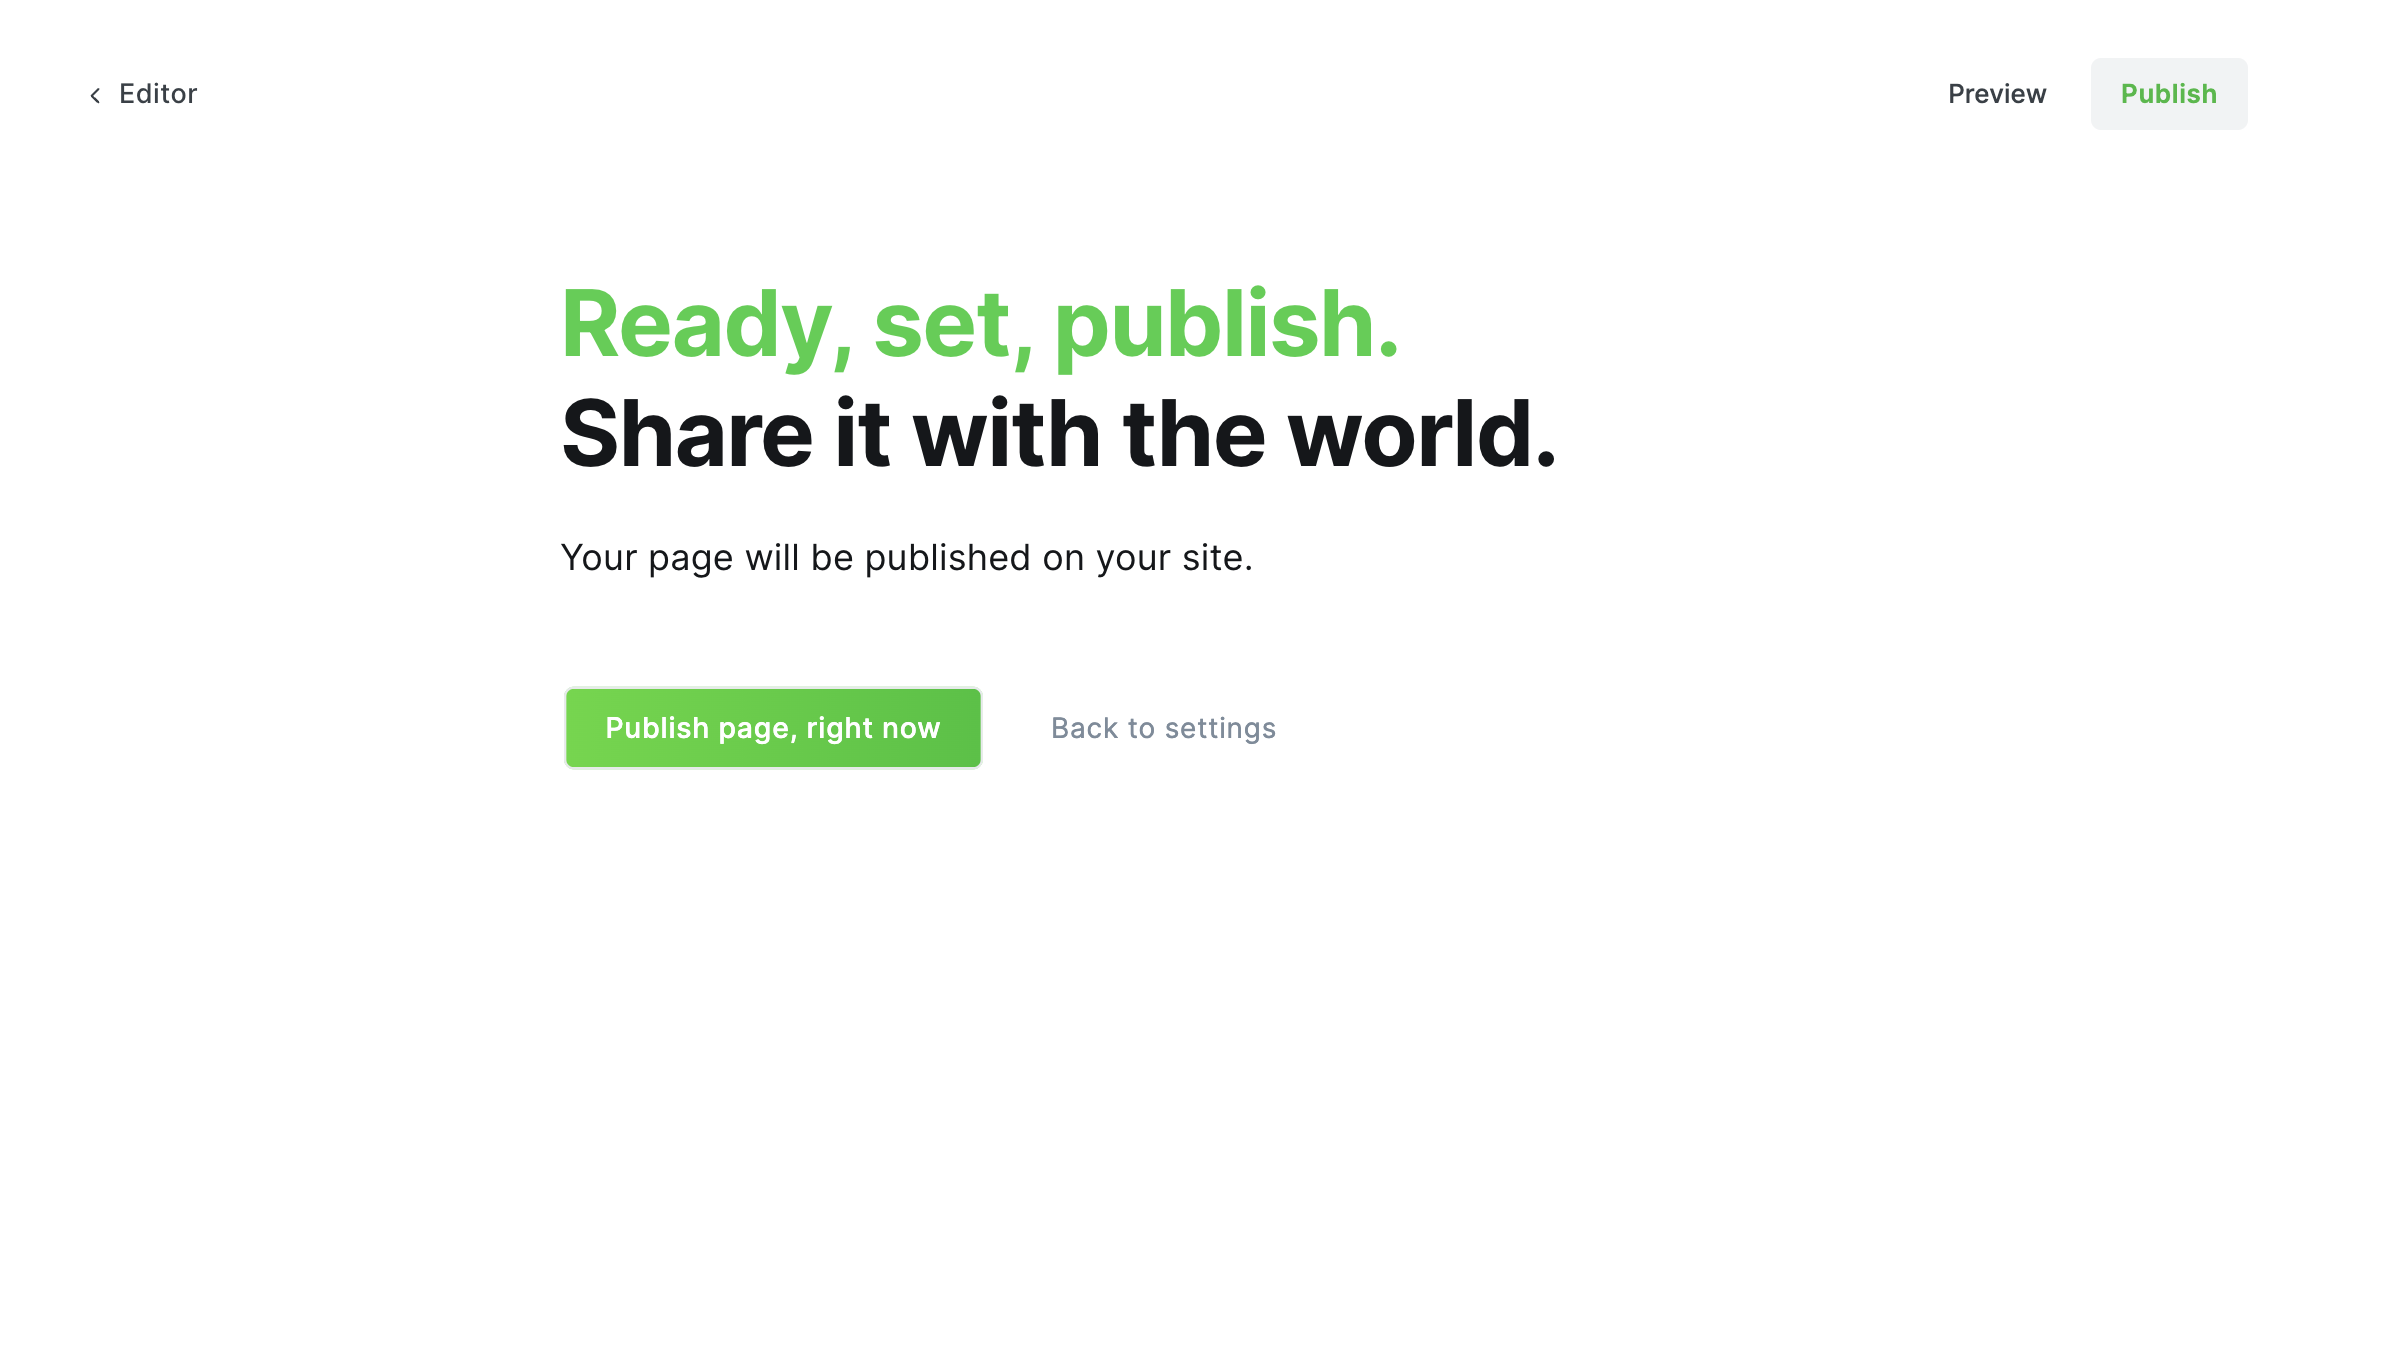 Editor
Preview
Publish
Ready, set, publish.
Share it with the world.
Your page will be published on your site.
Publish page, right now
Back to settings